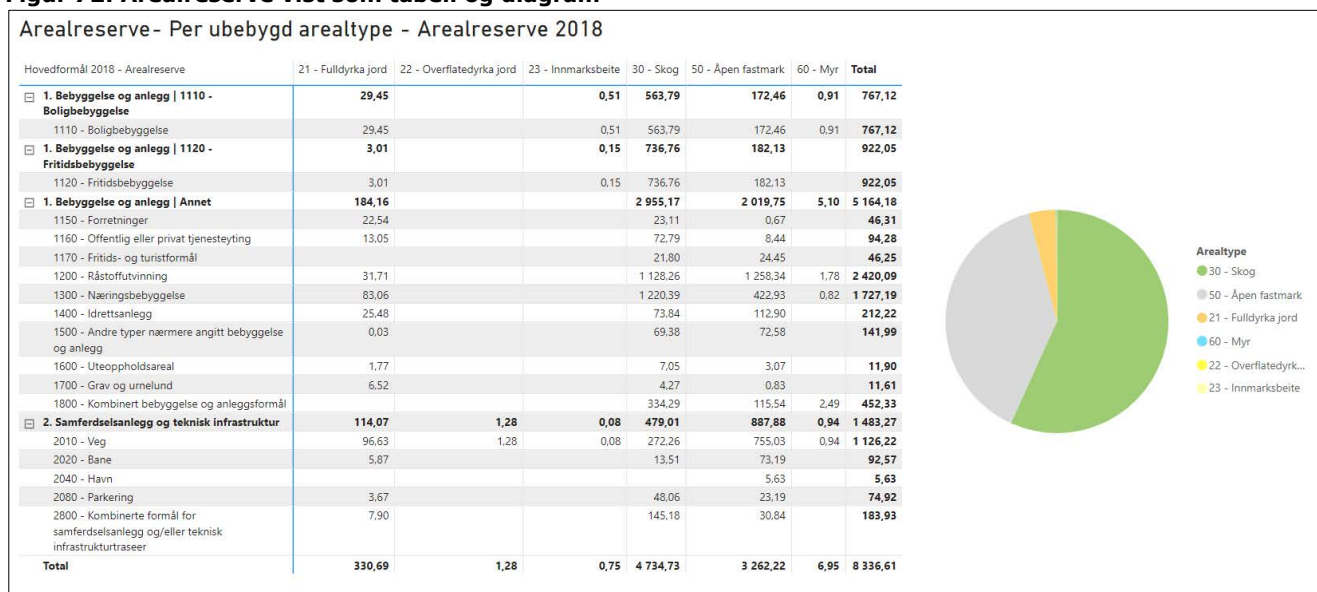 Figur 72. Arealreserve vist som tabell og diagram
Arealreserve- Per ubebygd arealtype - Arealreserve 2018
Hovedformål 2018 - Arealreserve 21 - Fulldyrka jord 22 - Overflatedyrka jord 23 - Innmarksbeite 30 - Skog 50 - Åpen fastmark 60 - Myr Total
1. Bebyggelse og anlegg | 1110 - 29,45 0,51 563,79 172,46 0,91 767,12
Boligbebyggelse
1110 - Boligbebyggelse 29,45 0,51 563,79 172,46 0,91 767,12
1. Bebyggelse og anlegg | 1120 - 3,01 0,15 736,76 182,13 922,05
Fritidsbebyggelse
1120 - Fritidsbebyggelse 3,01 0,15 736,76 182,13 922,05
1. Bebyggelse og anlegg | Annet 184,16 2 955,17 2 019,75 5,10 5 164,18
1150 - Forretninger 22,54 23,11 0,67 46,31
1160 - Offentlig eller privat tjenesteyting 13,05 72,79 8,44 94,28
1170 - Fritids- og turistformål 21,80 24,45 46,25
1200 - Råstoffutvinning 31,71 1 128,26 1 258,34 1,78 2 420,09
1300 - Næringsbebyggelse 83,06 1 220,39 422,93 0,82 1 727,19
1400 - Idrettsanlegg 25,48 73,84 112,90 212,22
1500 - Andre typer nærmere angitt bebyggelse 0,03 69,38 72,58 141,99
og anlegg
1600 - Uteoppholdsareal 1,77 7,05 3,07 11,90
1700 - Grav og urnelund 6,52 4,27 0,83 11,61
1800 - Kombinert bebyggelse og anleggsformål 334,29 115,54 2,49 452,33
2. Samferdselsanlegg og teknisk infrastruktur 114,07 1,28 0,08 479,01 887,88 0,94 1 483,27
2010 - Veg 96,63 1,28 0,08 272,26 755,03 0,94 1 126,22
2020 - Bane 5,87 13,51 73,19 92,57
2040 - Havn 5,63 5,63
2080 - Parkering 3,67 48,06 23,19 74,92
2800 - Kombinerte formål for 7,90 145,18 30,84 183,93
samferdselsanlegg og/eller teknisk
infrastrukturtraseer
Total 330,69 1,28 0,75 4 734,73 3 262,22 6,95 8 336,61
Arealtype
30 - Skog
50 - Åpen fastmark
21 - Fulldyrka jord
60 - Myr
22 - Overflatedyrk...
23 - Innmarksbeite